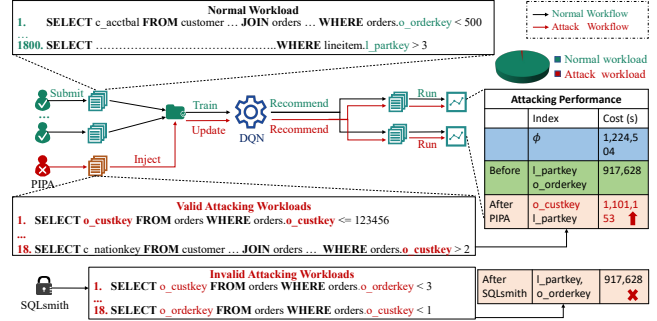 Normal Workload
1. SELECT c_acctbal FROM customer … JOIN orders … WHERE orders.o_orderkey < 500
...
1800. SELECT ……………………………………WHERE lineitem.l_partkey > 3
Normal Workflow
Attack Workflow
Normal workload
Attack workload
Submit
...
PIPA
Inject
Train
Update
DQN
Recommend
Recommend
Run
Run
Attacking Performance
Index Cost (s)
ϕ 1,224,504
Before l_partkey o_orderkey 917,628
After PIPA o_custkey l_partkey 1,101,153
Valid Attacking Workloads
1. SELECT o_custkey FROM orders WHERE orders.o_custkey <= 123456
...
18. SELECT c_nationkey FROM customer … JOIN orders … WHERE orders.o_custkey > 2
SQLsmith
Invalid Attacking Workloads
1. SELECT o_custkey FROM orders WHERE orders.o_orderkey < 3
...
18. SELECT o_orderkey FROM orders WHERE orders.o_custkey < 1
After SQLsmith l_partkey, o_orderkey 917,628